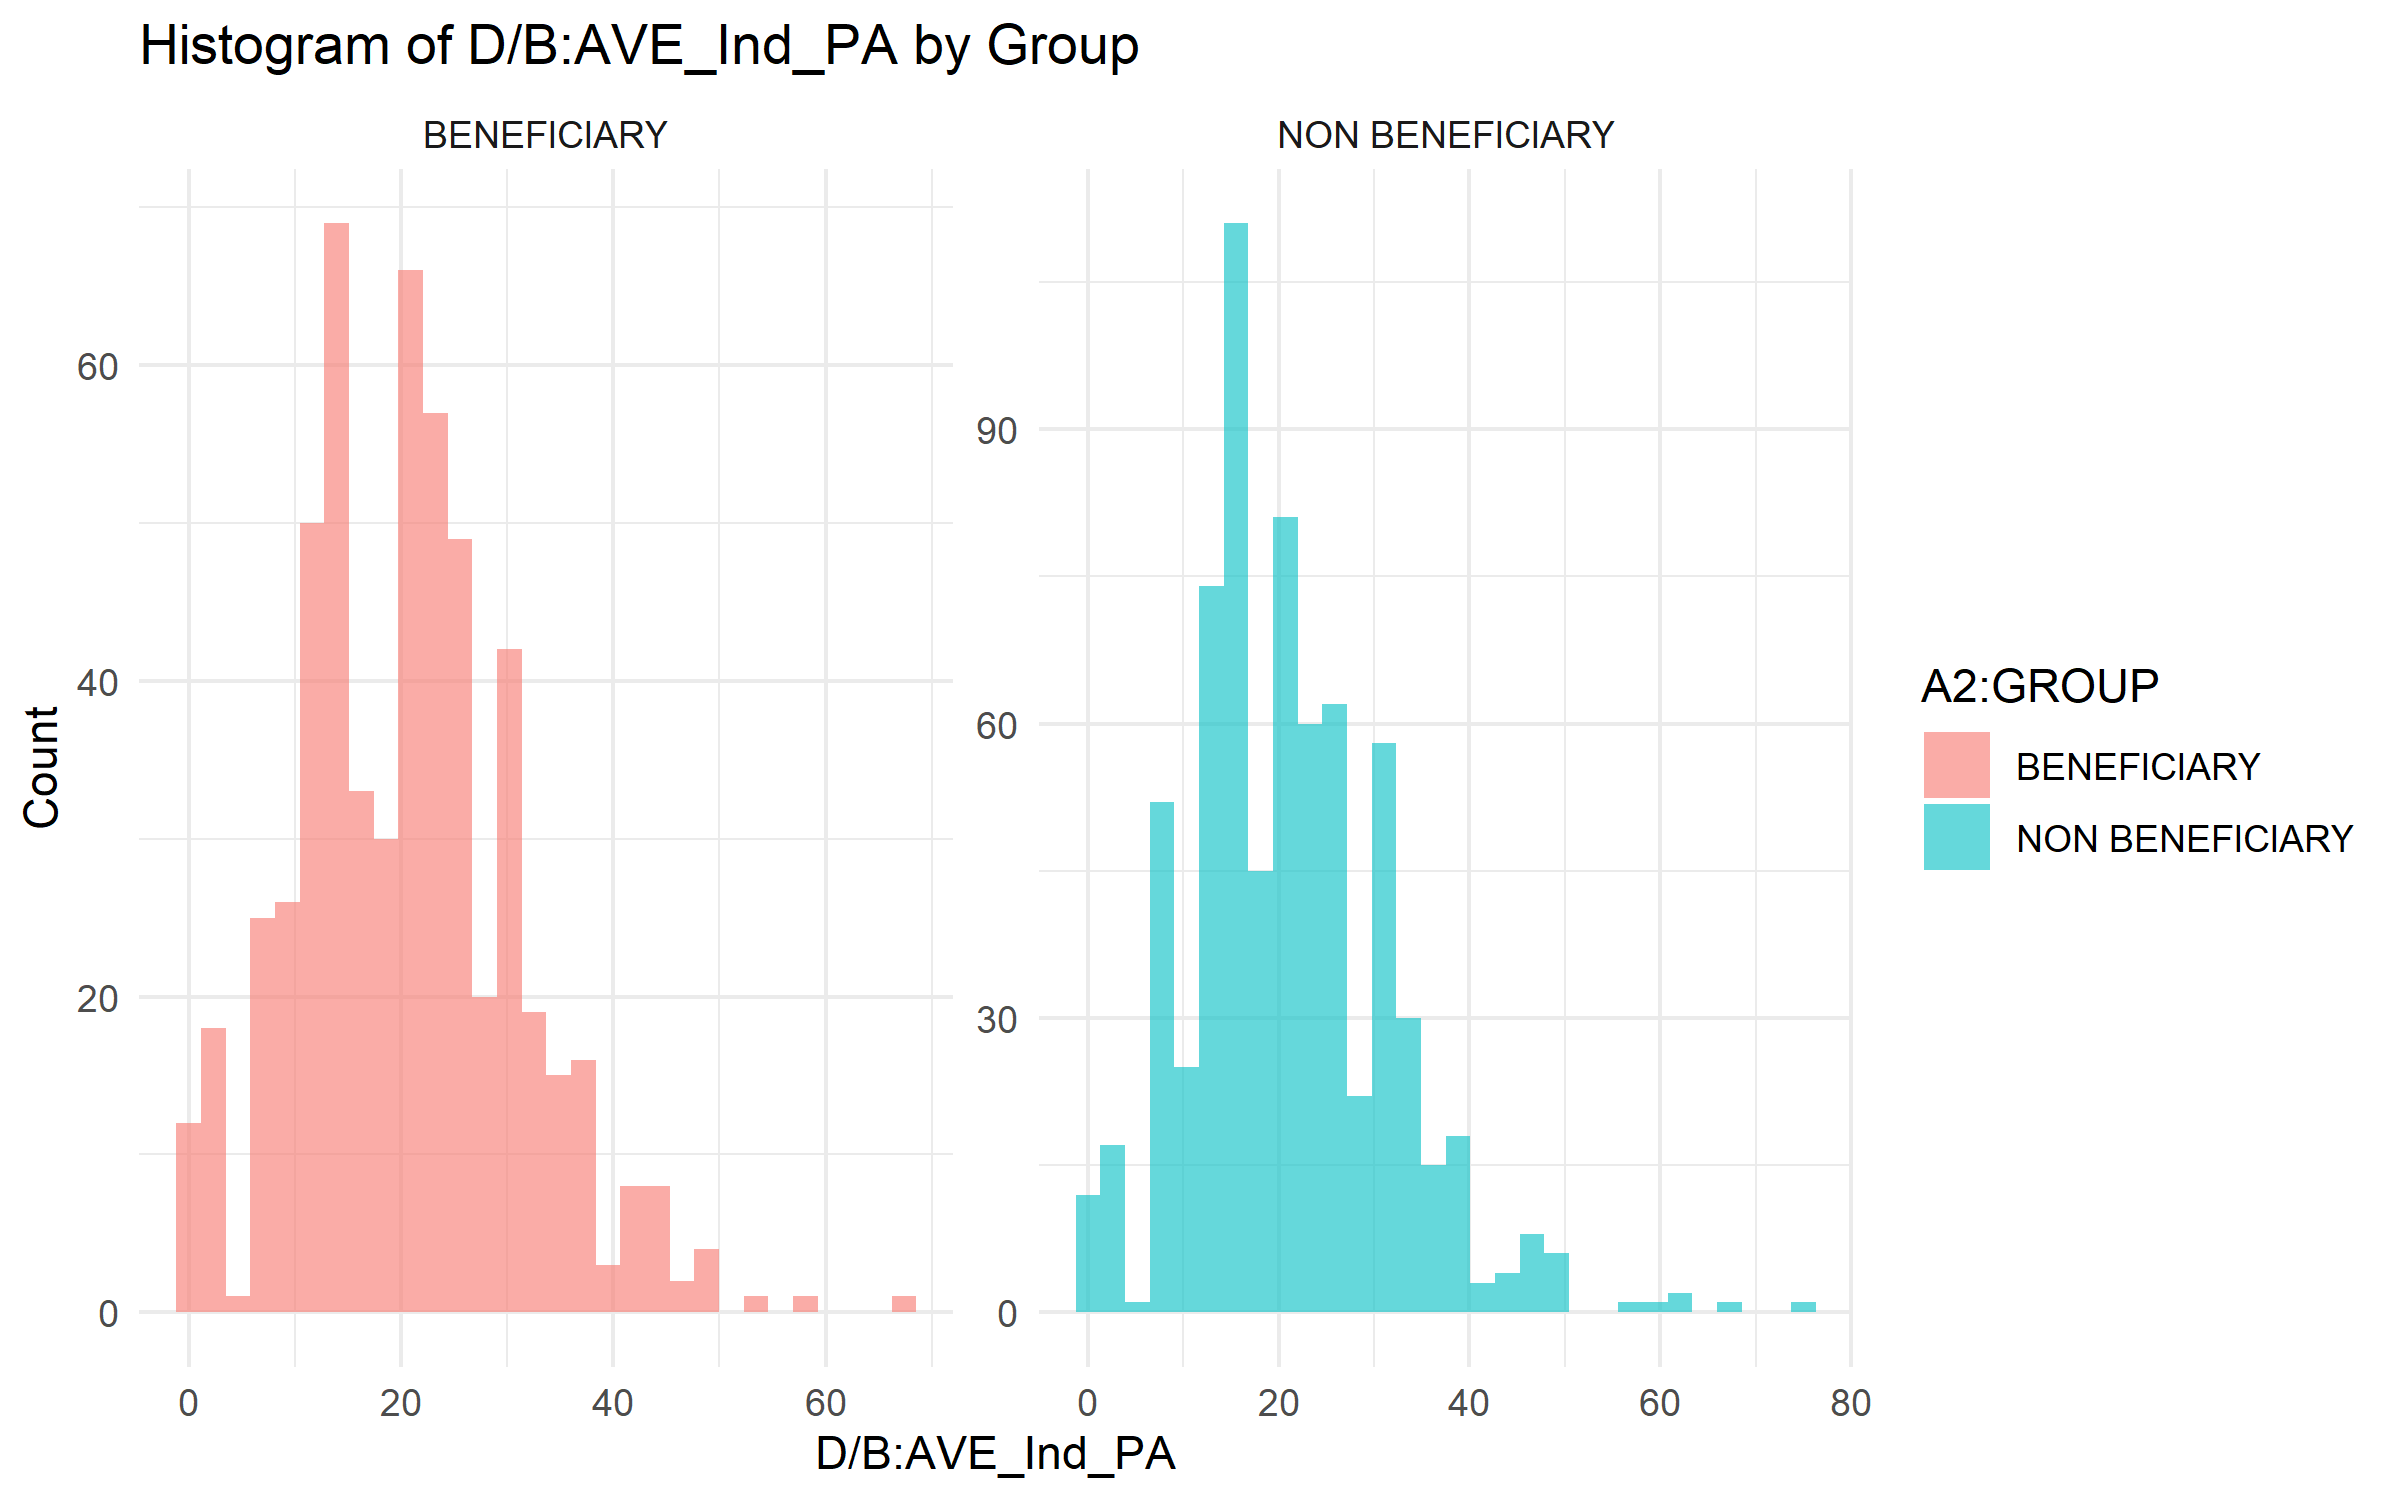 Histogram of D/B:AVE_Ind_PA by Group
BENEFICIARY
NON BENEFICIARY
Count
60
40
20
0
90
60
30
0
0 20 40 60
0 20 40 60 80
D/B:AVE_Ind_PA
A2:GROUP
BENEFICIARY
NON BENEFICIARY